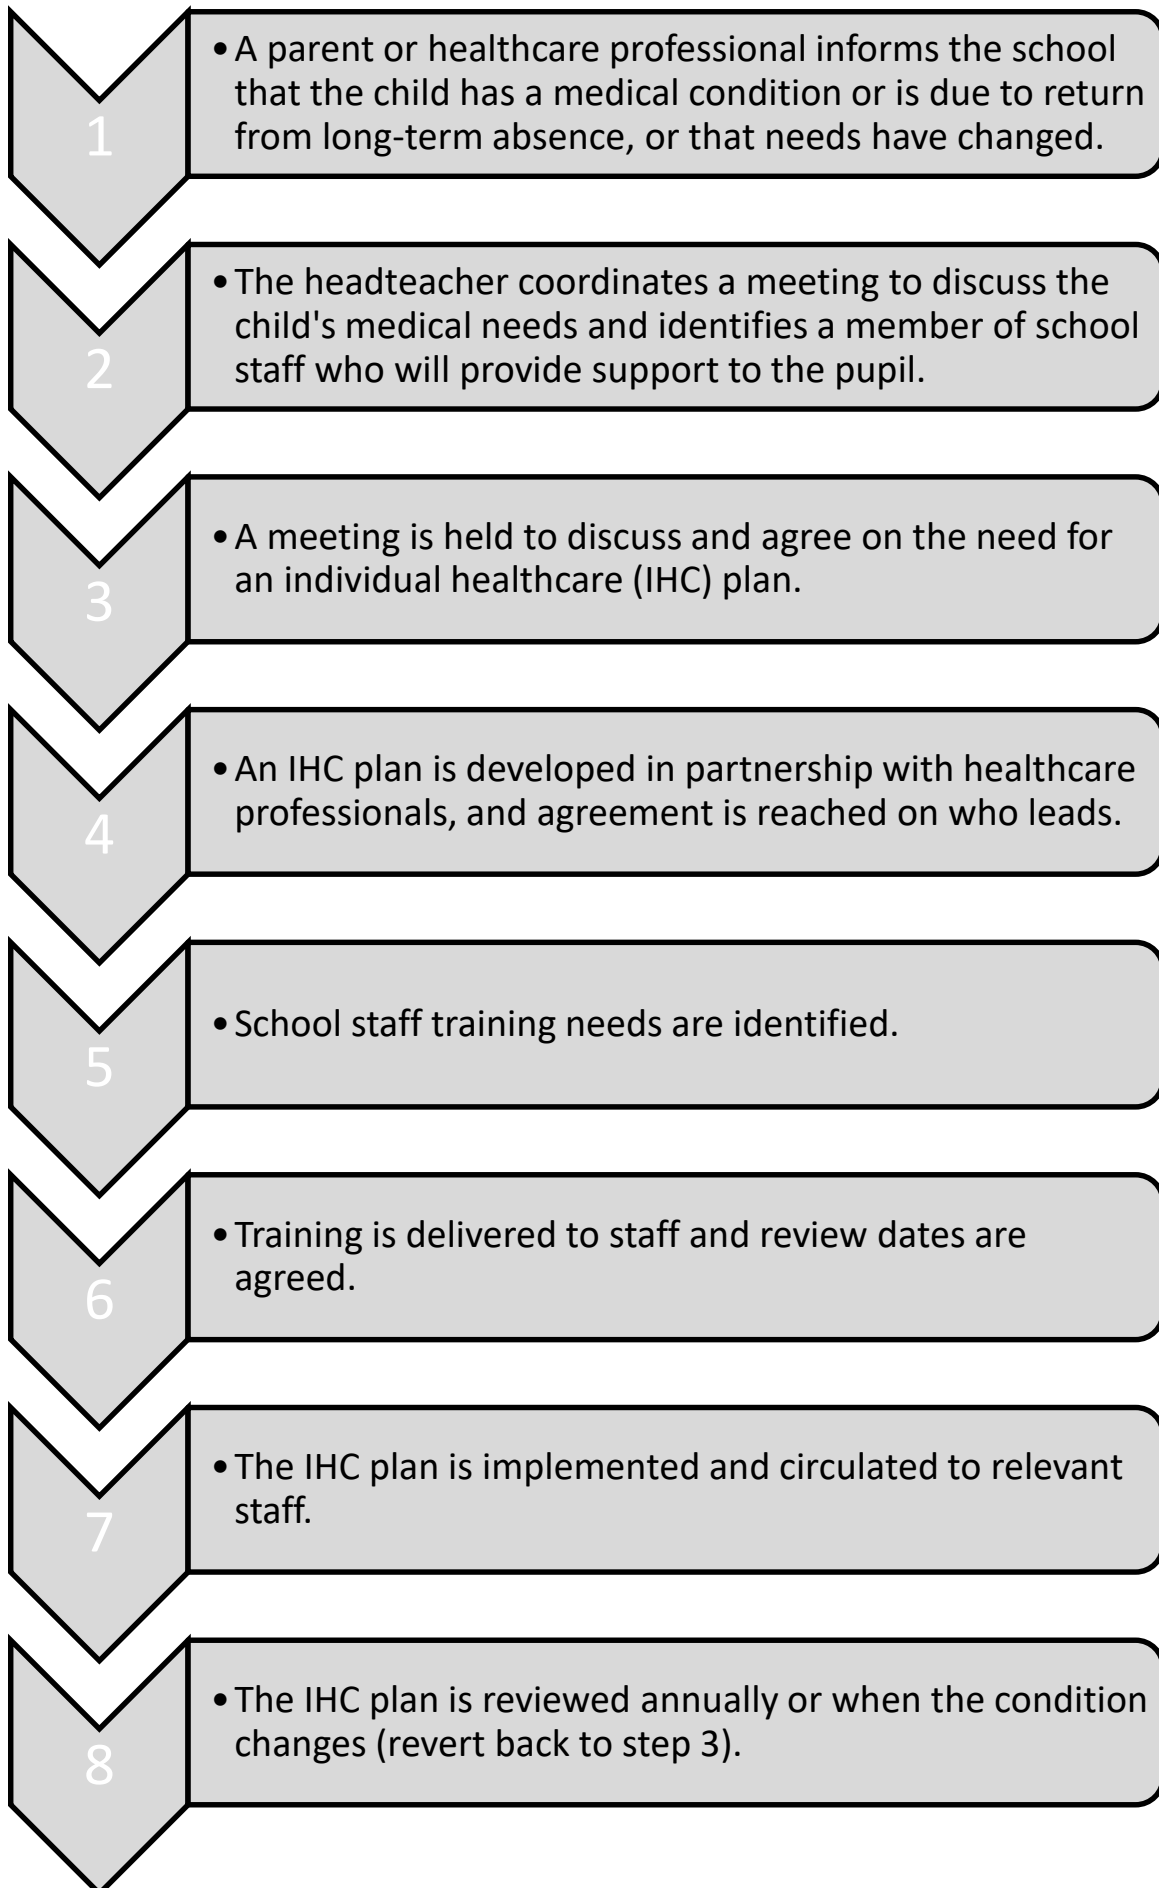 1
•A parent or healthcare professional informs the school
that the child has a medical condition or is due to return
from long-term absence, or that needs have changed.
2
•The headteacher coordinates a meeting to discuss the
child's medical needs and identifies a member of school
staff who will provide support to the pupil.
3
•A meeting is held to discuss and agree on the need for
an individual healthcare (IHC) plan.
4
•An IHC plan is developed in partnership with healthcare
professionals, and agreement is reached on who leads.
5
•School staff training needs are identified.
6
•Training is delivered to staff and review dates are
agreed.
7
•The IHC plan is implemented and circulated to relevant
staff.
8
•The IHC plan is reviewed annually or when the condition
changes (revert back to step 3).